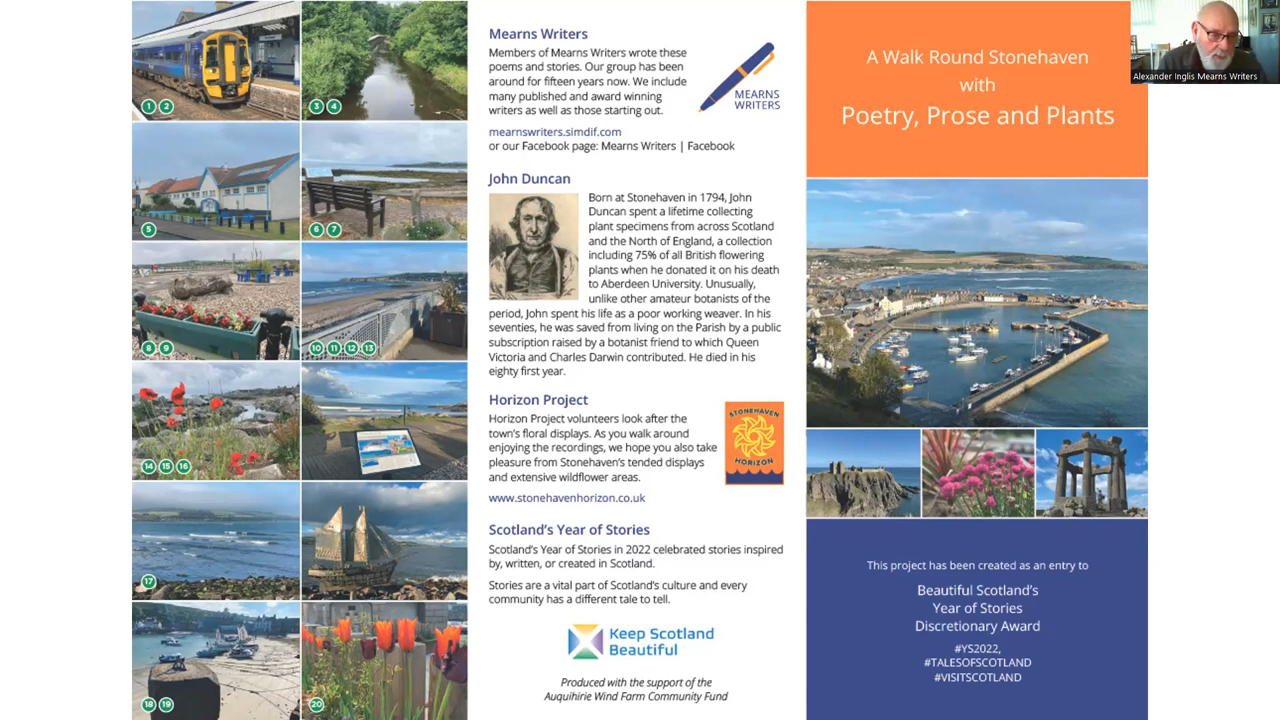 1 2
3 4
5
6 7
8 9
10 11 12 13
14 15 16
17
18 19
20
Mearns Writers
Members of Mearns Writers wrote these
poems and stories. Our group has been
around for fifteen years now. We include
many published and award winning
writers as well as those starting out.
MEARNS
WRITERS
mearnswriters.simdif.com
or our Facebook page: Mearns Writers | Facebook
John Duncan
Born at Stonehaven in 1794, John
Duncan spent a lifetime collecting
plant specimens from across Scotland
and the North of England, a collection
including 75% of all British flowering
plants when he donated it on his death
to Aberdeen University. Unusually,
unlike other amateur botanists of the
period, John spent his life as a poor working weaver. In his
seventies, he was saved from living on the Parish by a public
subscription raised by a botanist friend to which Queen
Victoria and Charles Darwin contributed. He died in his
eighty first year.
Horizon Project
Horizon Project volunteers look after the
town's floral displays. As you walk around
enjoying the recordings, we hope you also take
pleasure from Stonehaven's tended displays
and extensive wildflower areas.
STONEHAVEN
HORIZON
www.stonehavenhorizon.co.uk
Scotland's Year of Stories
Scotland's Year of Stories in 2022 celebrated stories inspired
by, written, or created in Scotland.
Stories are a vital part of Scotland's culture and every
community has a different tale to tell.
Keep Scotland
Beautiful
Produced with the support of the
Auquihirie Wind Farm Community Fund
A Walk Round Stonehaven
with
Poetry, Prose and Plants
This project has been created as an entry to
Beautiful Scotland's
Year of Stories
Discretionary Award
#YS2022,
#TALESOFSCOTLAND
#VISITSCOTLAND
Alexander Inglis Mearns Writers